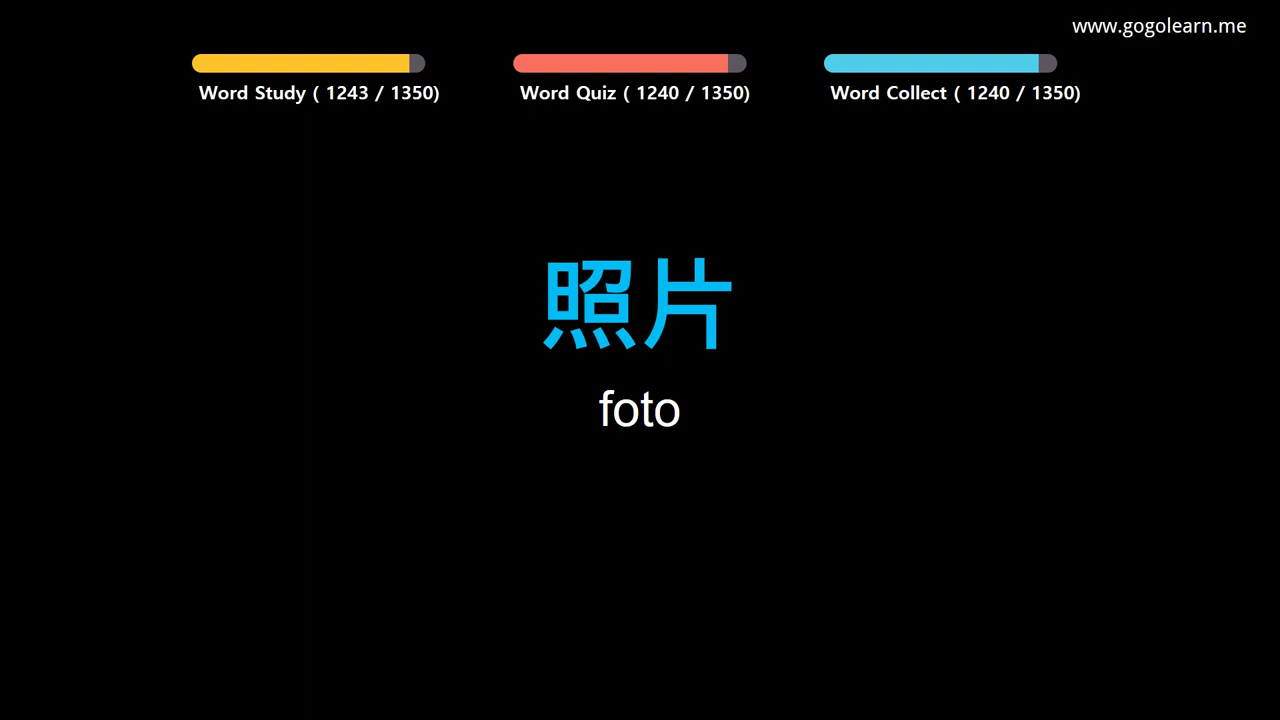 www.gogolearn.me
Word Study ( 1243 / 1350)
Word Quiz ( 1240 / 1350)
Word Collect ( 1240 / 1350)
照片
foto